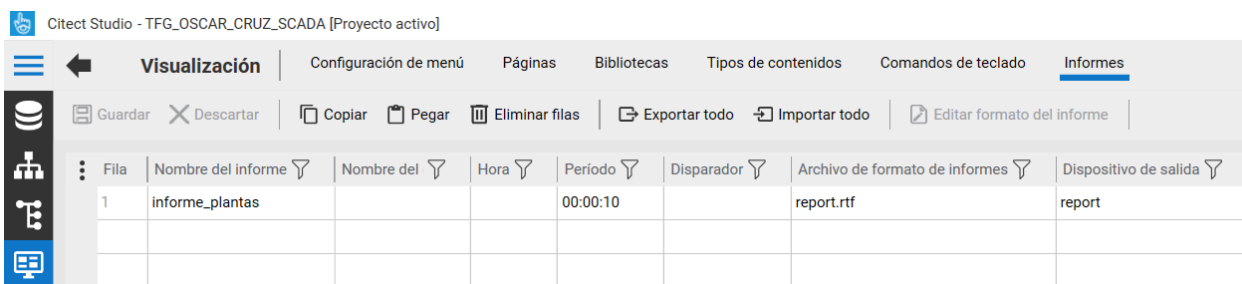 Citect Studio - TFG_OSCAR_CRUZ_SCADA [Proyecto activo]
Visualización Configuración de menú Páginas Bibliotecas Tipos de contenidos Comandos de teclado Informes
Guardar Descartar Copiar Pegar Eliminar filas Exportar todo Importar todo Editar formato del informe
Fila Nombre del informe Nombre del Hora Período Disparador Archivo de formato de informes Dispositivo de salida
1 informe_plantas 00:00:10 report.rtf report